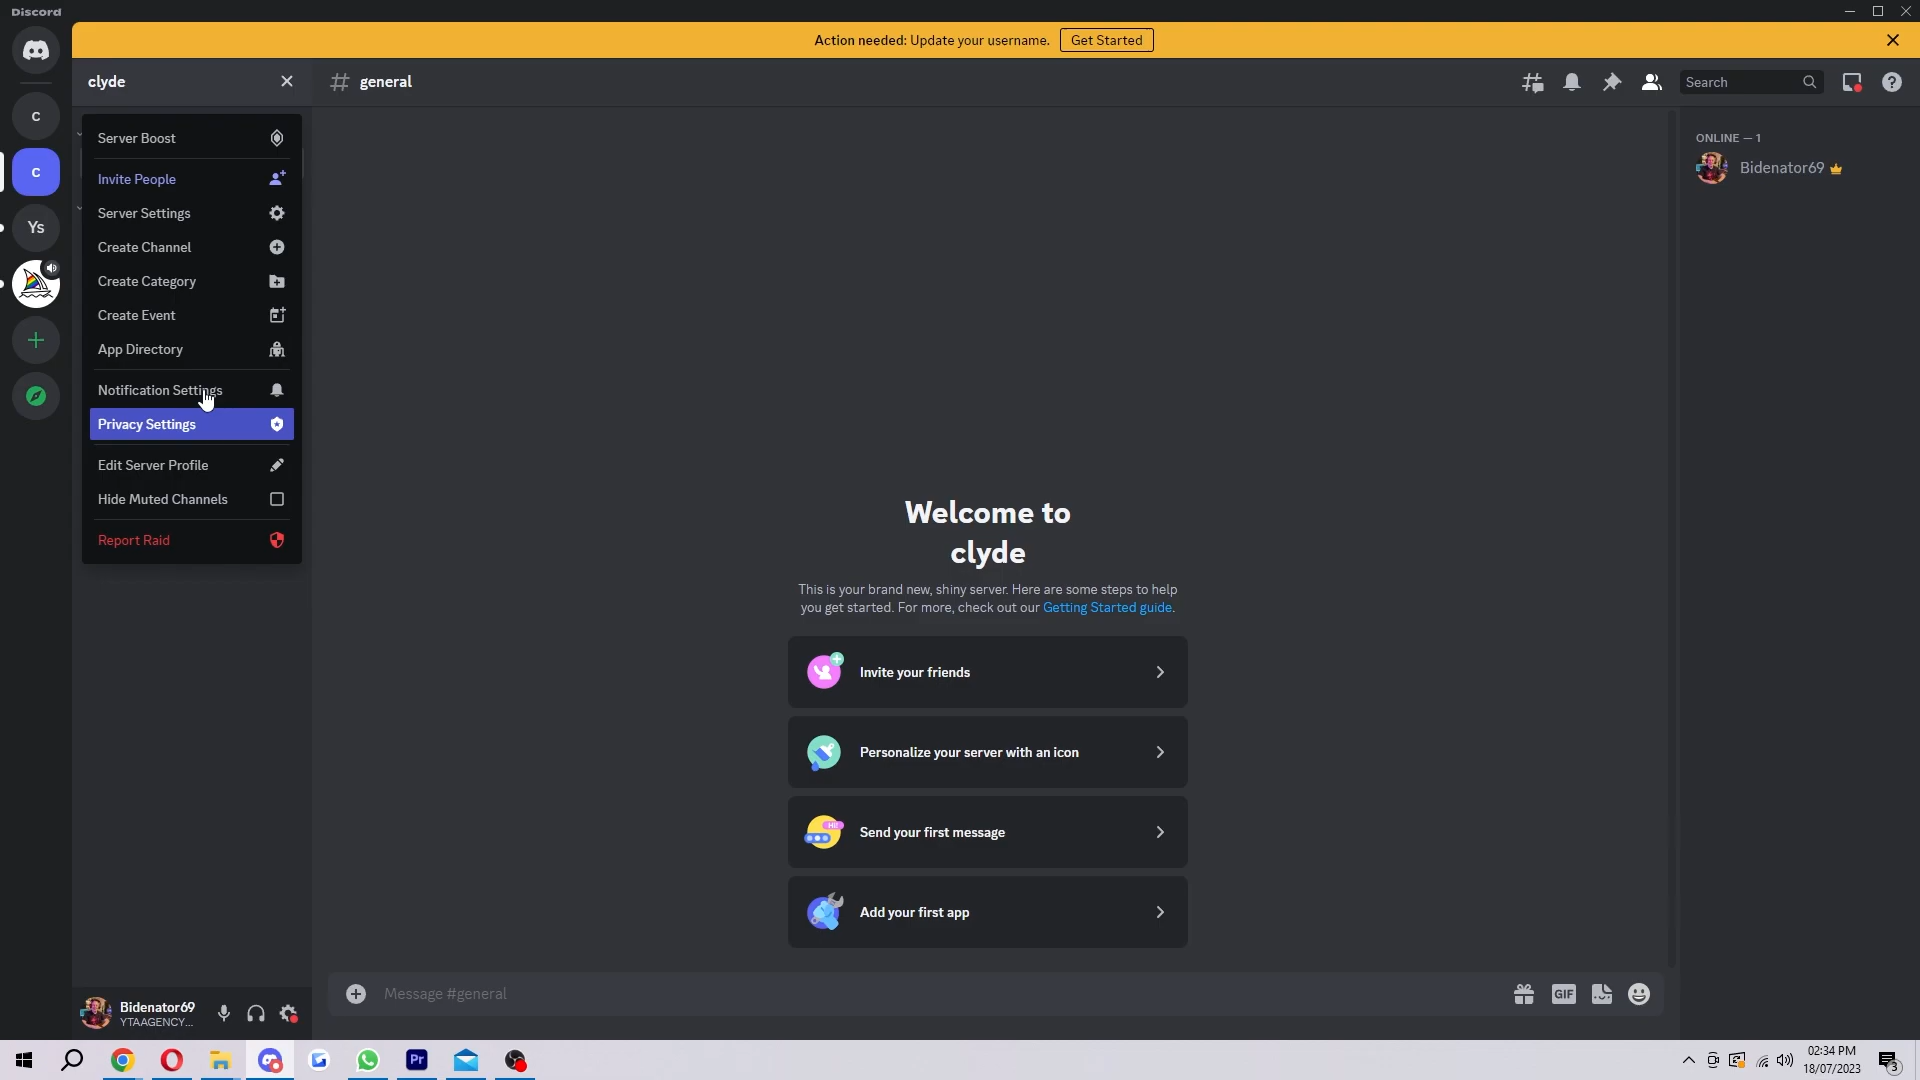 Discord
Action needed: Update your username. Get Started
clyde
general
Search
Server Boost
Invite People
Server Settings
Create Channel
Create Category
Create Event
App Directory
Notification Settings
Privacy Settings
Edit Server Profile
Hide Muted Channels
Report Raid
C
C
Ys
ONLINE — 1
Bidenator69
Welcome to
clyde
This is your brand new, shiny server. Here are some steps to help
you get started. For more, check out our Getting Started guide.
Invite your friends
Personalize your server with an icon
Hi!
Send your first message
Add your first app
Message #general
GIF
Bidenator69
YTAAGENCY...
Pr
02:34 PM
18/07/2023
3